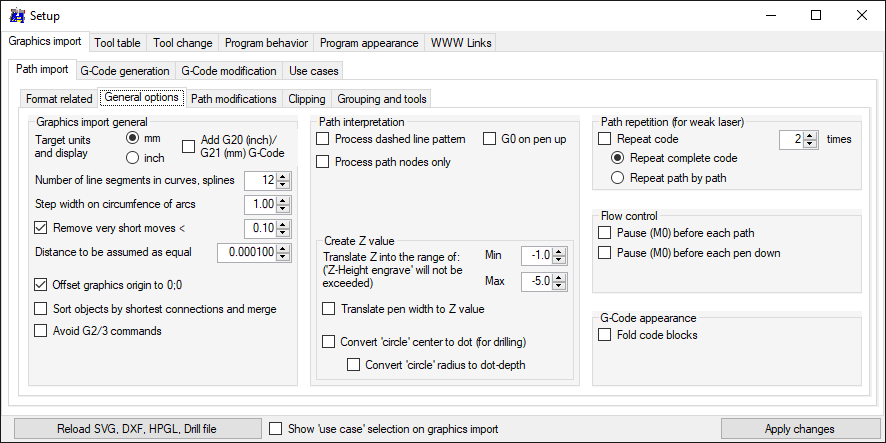 Setup
Graphics import Tool table Tool change Program behavior Program appearance WWW Links
Path import G-Code generation G-Code modification Use cases
Format related General options Path modifications Clipping Grouping and tools
Graphics import general
Target units
and display
mm
inch
Add G20 (inch)/
G21 (mm) G-Code
Number of line segments in curves, splines 12
Step width on circumfence of arcs 1.00
Remove very short moves < 0.10
Distance to be assumed as equal 0.000100
Offset graphics origin to 0;0
Sort objects by shortest connections and merge
Avoid G2/3 commands
Path interpretation
Process dashed line pattern G0 on pen up
Process path nodes only
Create Z value
Translate Z into the range of:
('Z-Height engrave' will not be
exceeded)
Min -1.0
Max -5.0
Translate pen width to Z value
Convert 'circle' center to dot (for drilling)
Convert 'circle' radius to dot-depth
Path repetition (for weak laser)
Repeat code 2 times
Repeat complete code
Repeat path by path
Flow control
Pause (M0) before each path
Pause (M0) before each pen down
G-Code appearance
Fold code blocks
Reload SVG, DXF, HPGL, Drill file Show 'use case' selection on graphics import Apply changes